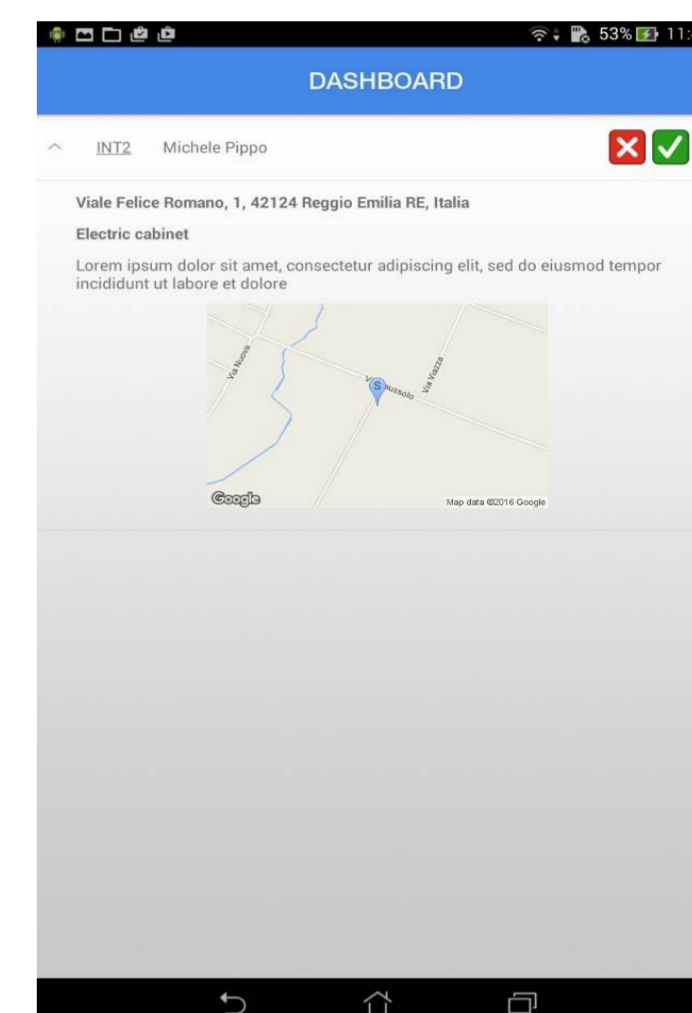 53% 11:
DASHBOARD
INT2 Michele Pippo
Viale Felice Romano, 1, 42124 Reggio Emilia RE, Italia
Electric cabinet
Lorem ipsum dolor sit amet, consectetur adipiscing elit, sed do eiusmod tempor
incididunt ut labore et dolore
Via Nuova
Via Viazza
S
Google
Map data ©2016 Google